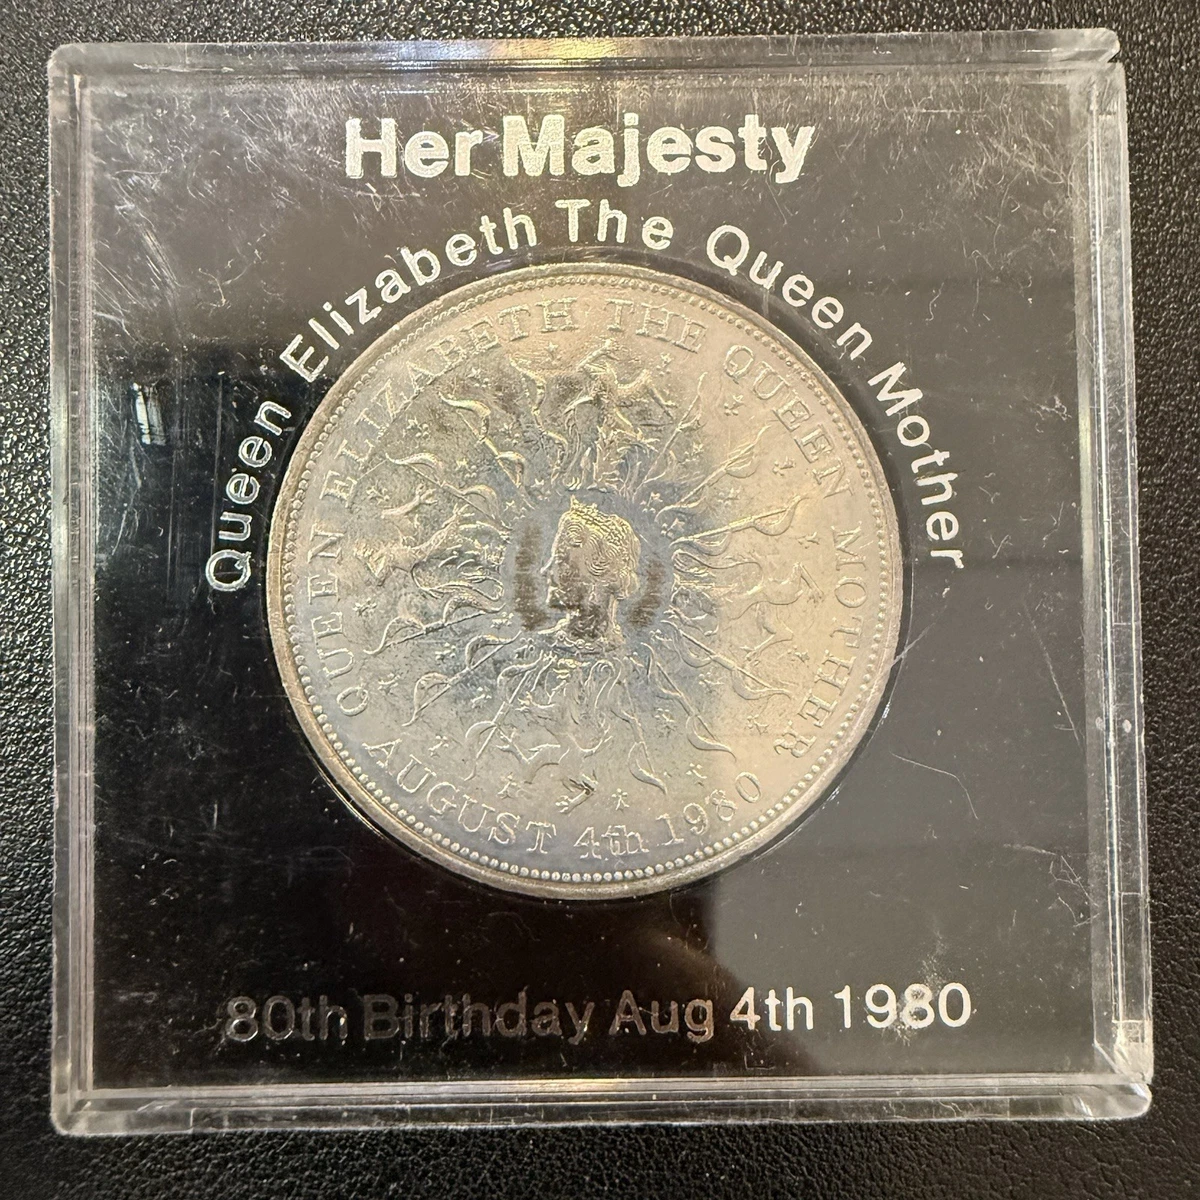 Her Majesty
Queen Elizabeth The Queen Mother
QUEEN ELIZABETH THE QUEEN MOTHER
AUGUST 4th 1980
80th Birthday Aug 4th 1980